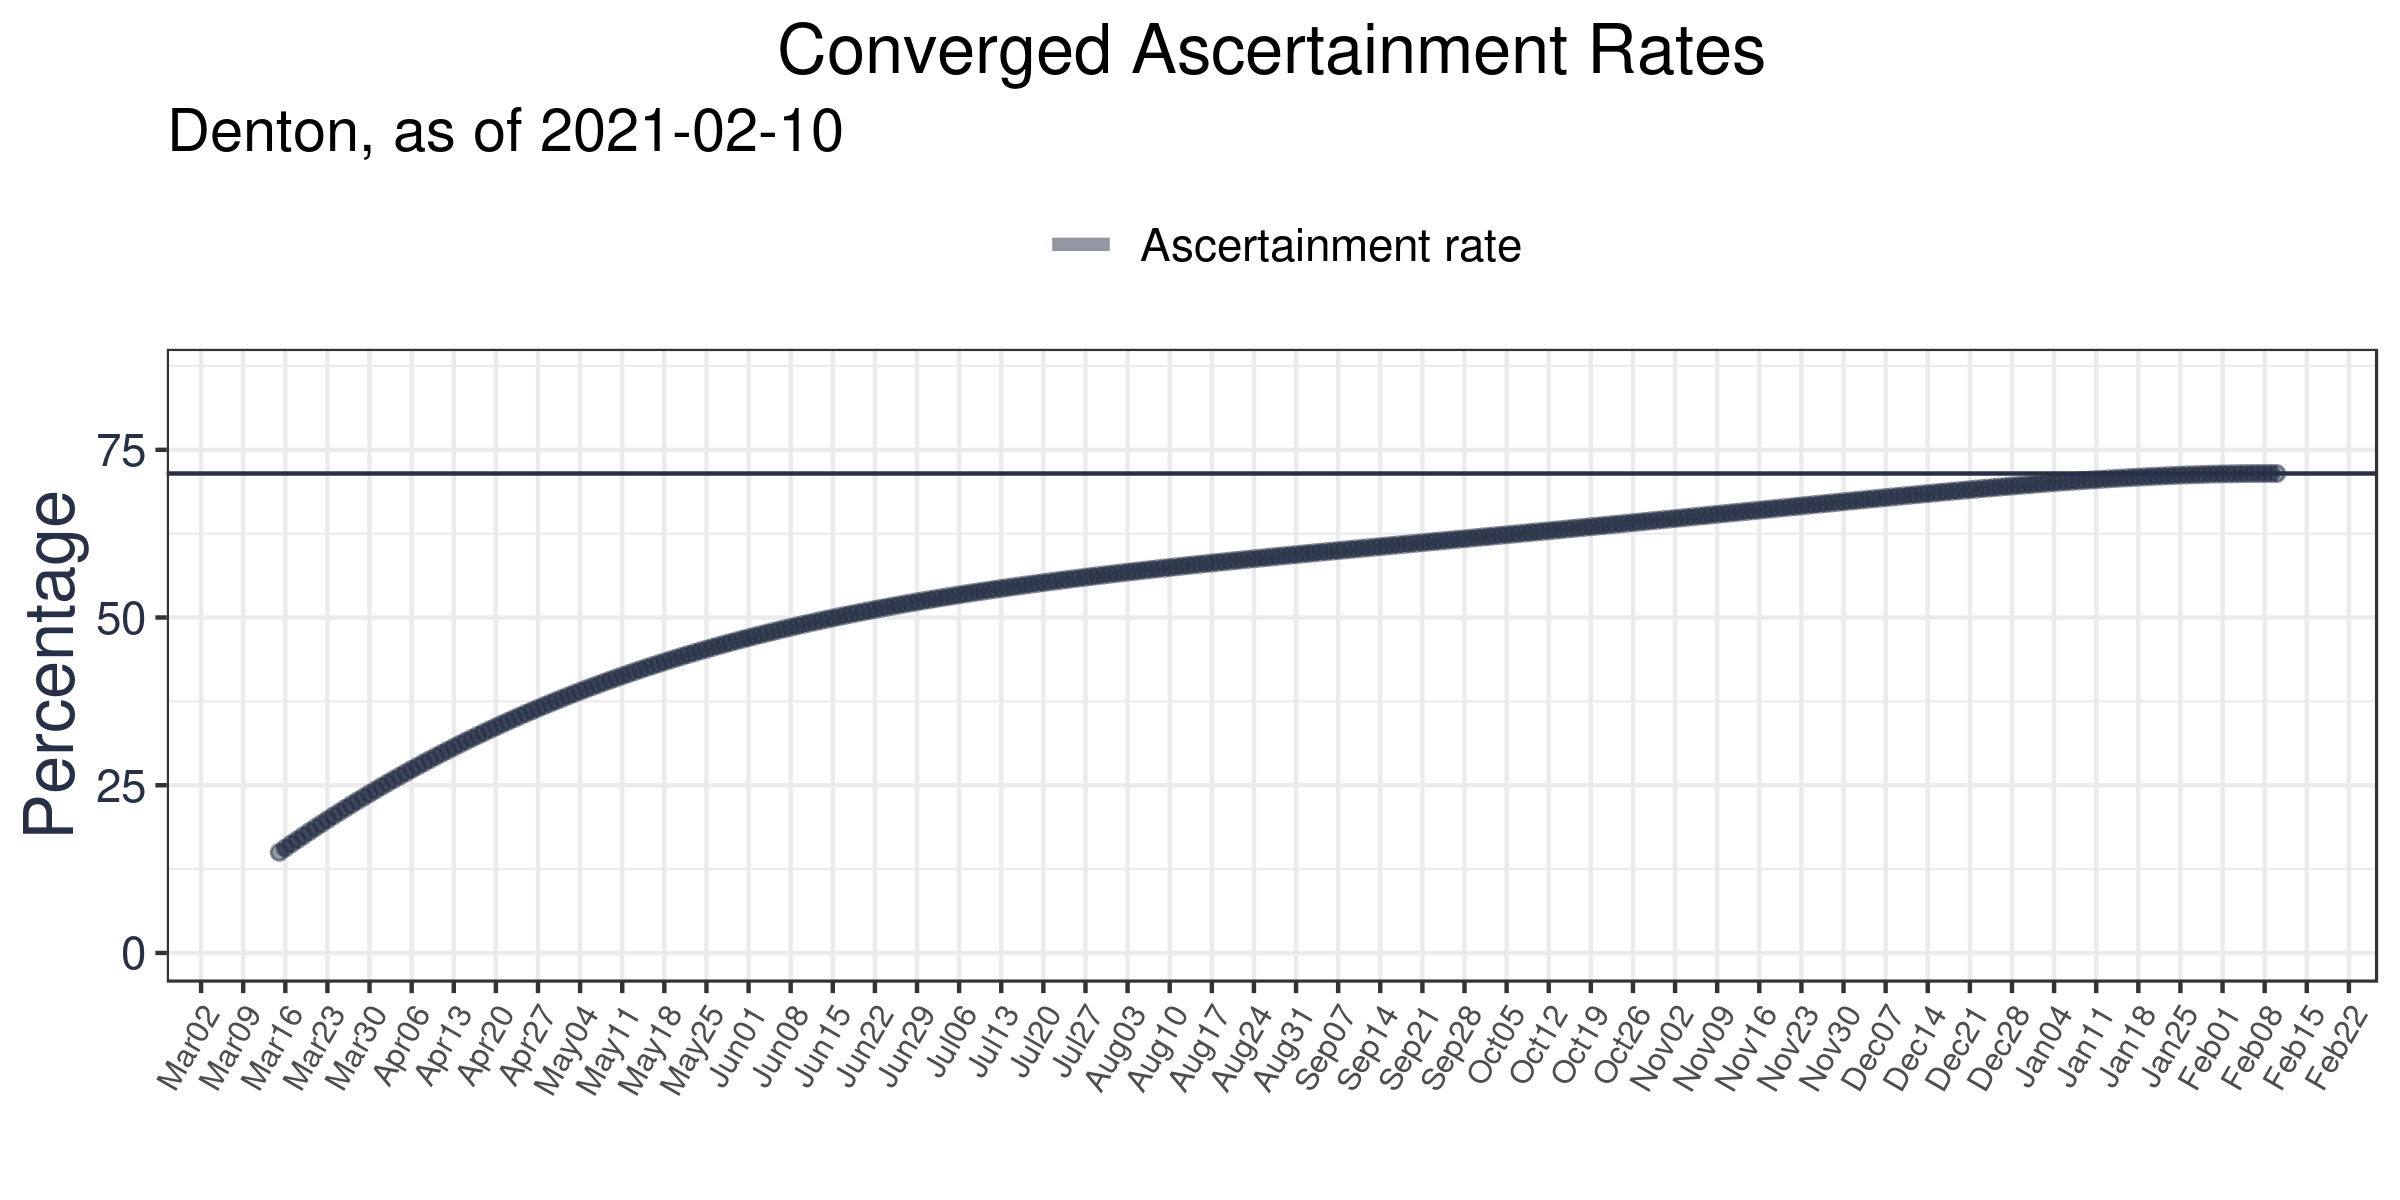 Converged Ascertainment Rates
Denton, as of 2021-02-10
Ascertainment rate
Percentage
75
50
25
0
Mar02 Mar09 Mar16 Mar23 Mar30 Apr06 Apr13 Apr20 Apr27 May04 May11 May18 May25 Jun01 Jun08 Jun15 Jun22 Jun29 Jul06 Jul13 Jul20 Jul27 Aug03 Aug10 Aug17 Aug24 Aug31 Sep07 Sep14 Sep21 Sep28 Oct05 Oct12 Oct19 Oct26 Nov02 Nov09 Nov16 Nov23 Nov30 Dec07 Dec14 Dec21 Dec28 Jan04 Jan11 Jan18 Jan25 Feb01 Feb08 Feb15 Feb22